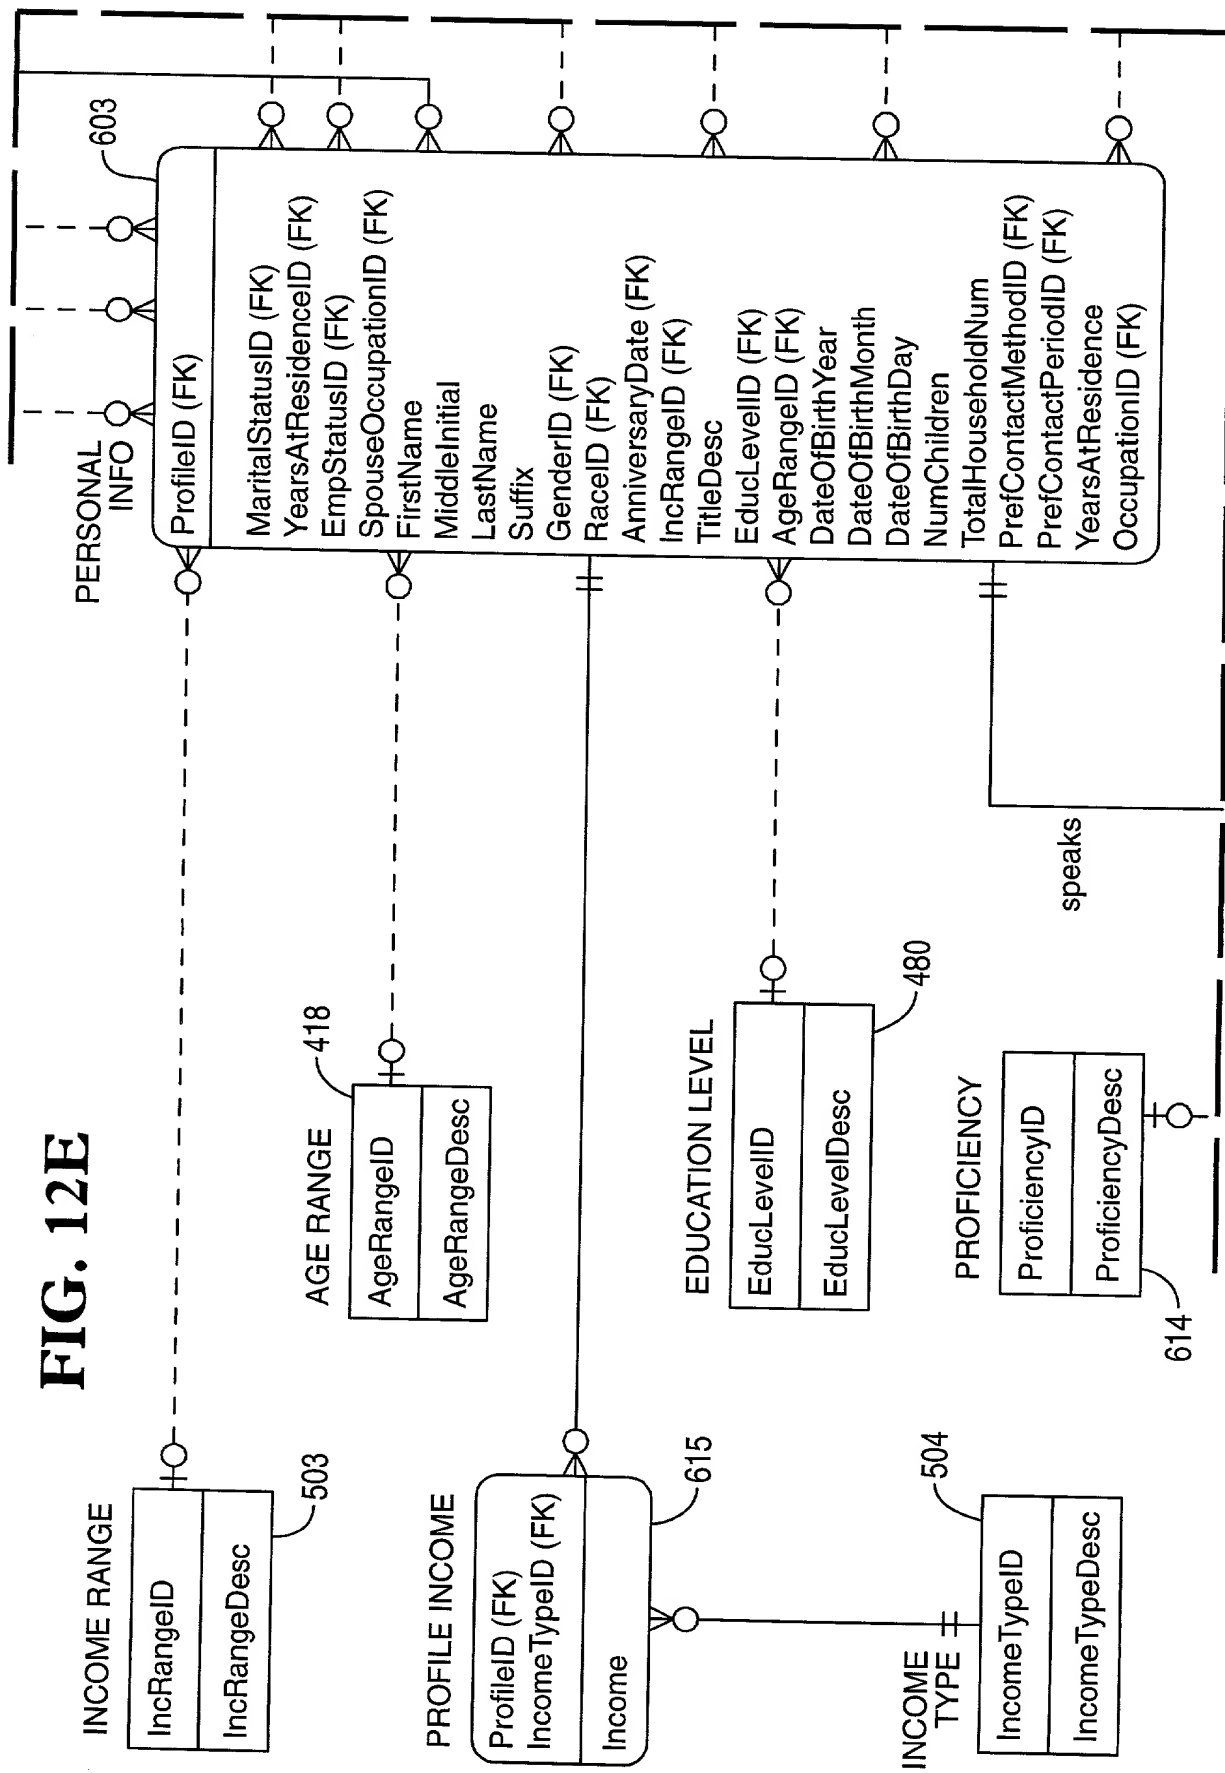 FIG. 12E
INCOME RANGE
IncRangeID
IncRangeDesc
503
AGE RANGE
418
AgeRangeID
AgeRangeDesc
PERSONAL
INFO
603
ProfileID (FK)
MaritalStatusID (FK)
YearsAtResidenceID (FK)
EmpStatusID (FK)
SpouseOccupationID (FK)
FirstName
MiddleInitial
LastName
Suffix
GenderID (FK)
RaceID (FK)
AnniversaryDate (FK)
IncRangeID (FK)
TitleDesc
EducLevelID (FK)
AgeRangeID (FK)
DateOfBirthYear
DateOfBirthMonth
DateOfBirthDay
NumChildren
TotalHouseholdNum
PrefContactMethodID (FK)
PrefContactPeriodID (FK)
YearsAtResidence
OccupationID (FK)
PROFILE INCOME
ProfileID (FK)
IncomeTypeID (FK)
Income
615
EDUCATION LEVEL
EducLevelID
EducLevelDesc
480
INCOME
TYPE
504
IncomeTypeID
IncomeTypeDesc
PROFICIENCY
ProficiencyID
ProficiencyDesc
614
speaks